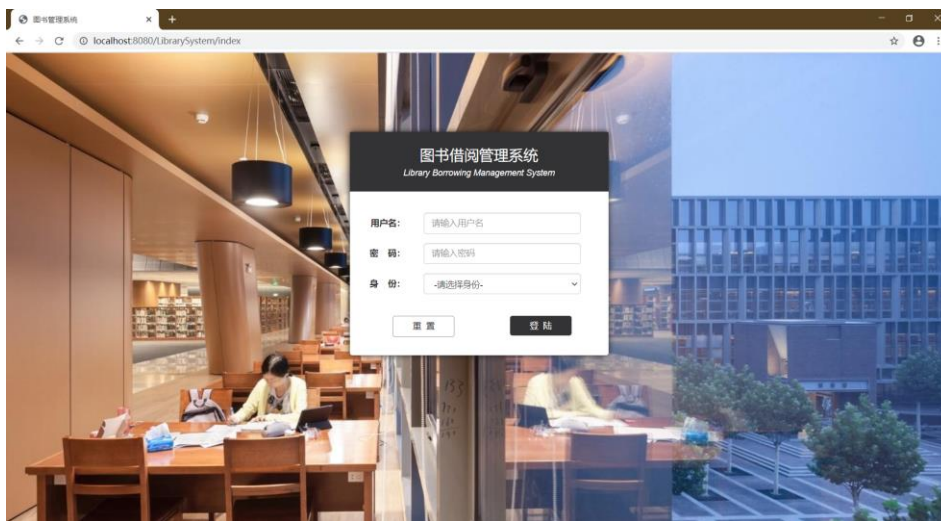 图书管理系统
localhost:8080/LibrarySystem/index
图书借阅管理系统
Library Borrowing Management System
用户名: 请输入用户名
密 码: 请输入密码
身 份: -请选择身份-
重 置 登 陆